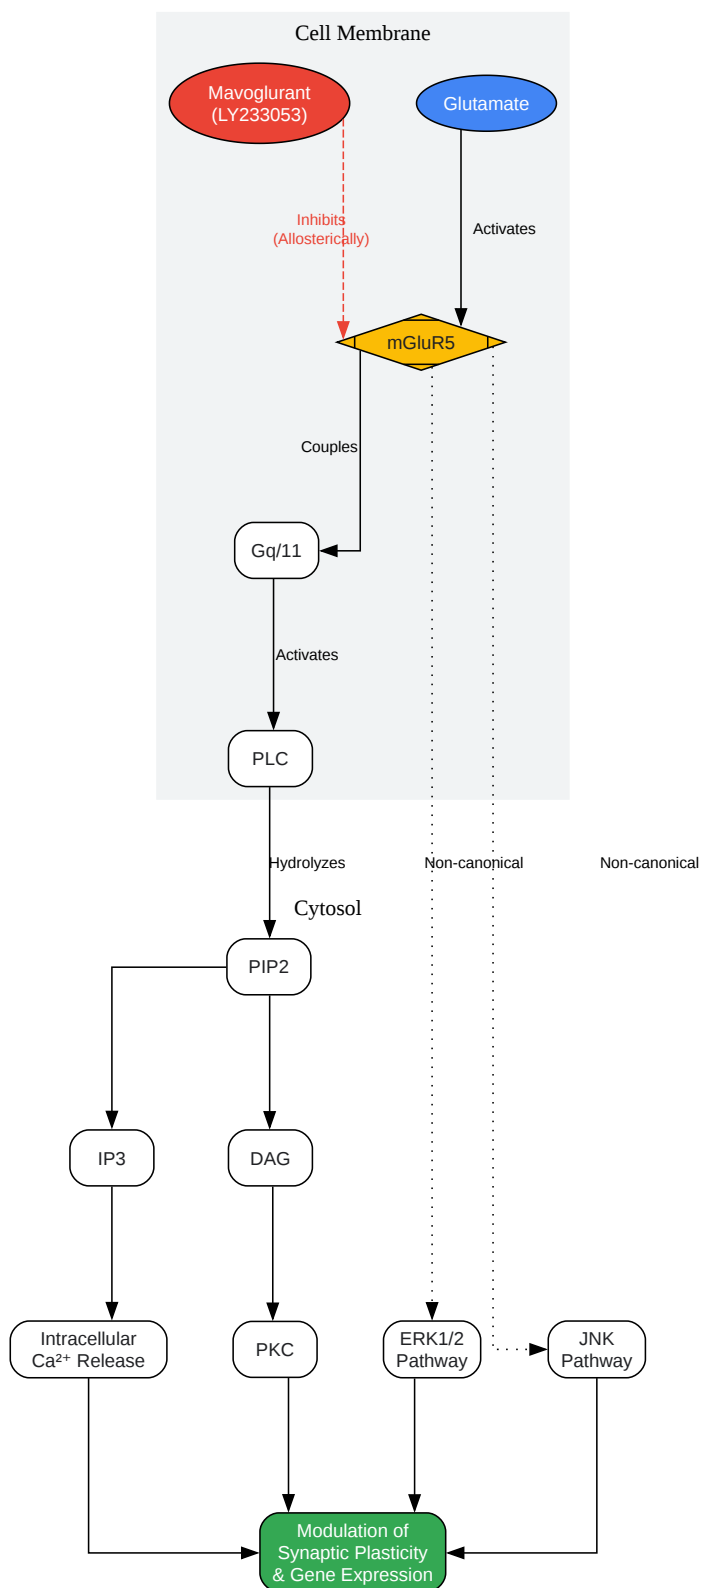 Cell Membrane
Mavoglurant
(LY233053)
Glutamate
Inhibits
(Allosterically)
Activates
mGluR5
Couples
Gq/11
Activates
PLC
Hydrolyzes
Non-canonical
Non-canonical
Cytosol
PIP2
IP3
DAG
Intracellular
Ca²⁺ Release
PKC
ERK1/2
Pathway
JNK
Pathway
Modulation of
Synaptic Plasticity
& Gene Expression